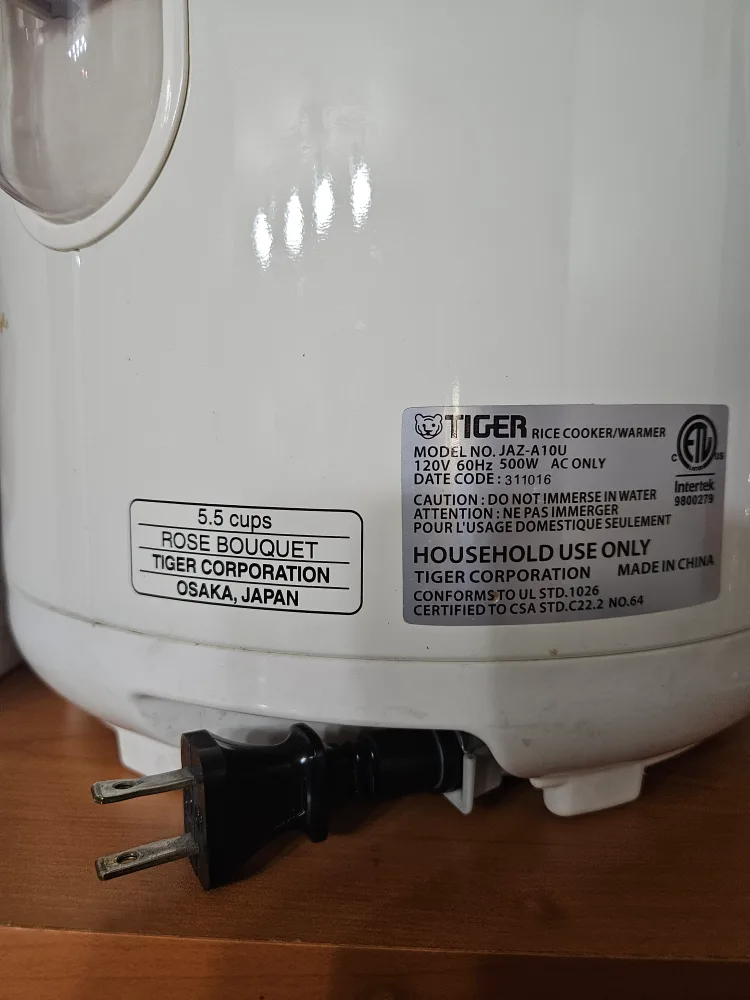 5.5 cups
ROSE BOUQUET
TIGER CORPORATION
OSAKA, JAPAN
TIGER RICE COOKER/WARMER
MODEL NO. JAZ-A10U
120V 60Hz 500W AC ONLY
DATE CODE : 311016
C ETL US
Intertek
9800279
CAUTION : DO NOT IMMERSE IN WATER
ATTENTION : NE PAS IMMERGER
POUR L'USAGE DOMESTIQUE SEULEMENT
HOUSEHOLD USE ONLY
TIGER CORPORATION MADE IN CHINA
CONFORMS TO UL STD.1026
CERTIFIED TO CSA STD.C22.2 NO.64